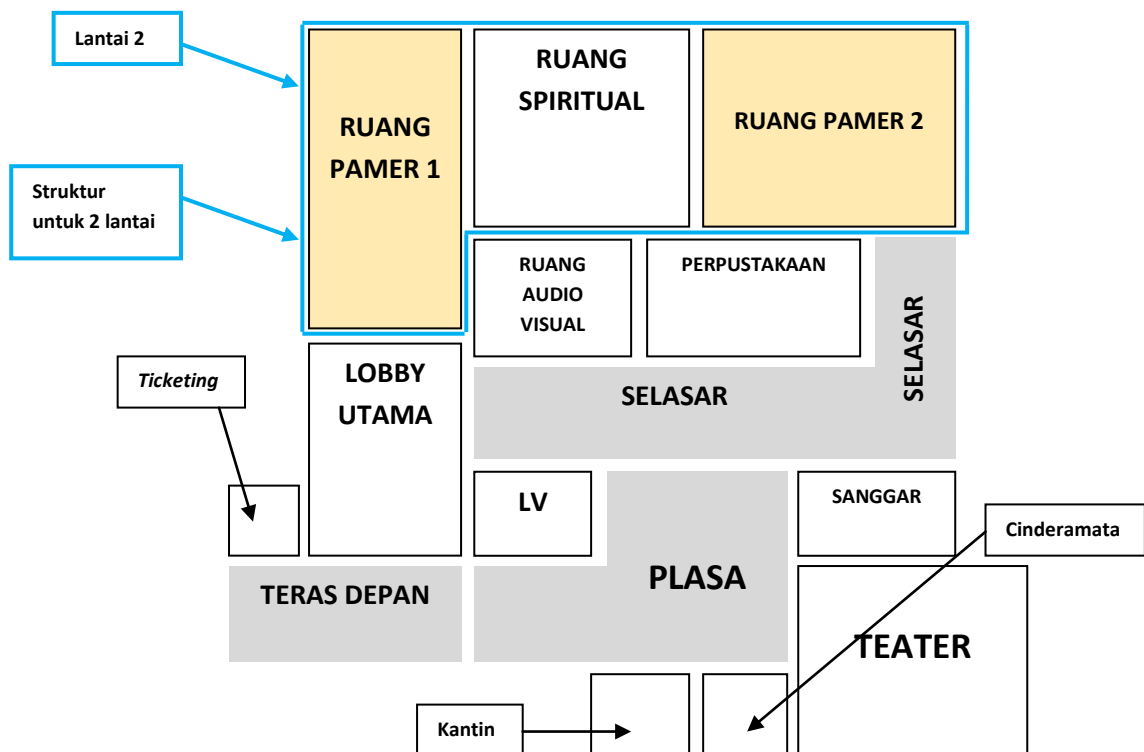 Lantai 2
RUANG
SPIRITUAL
RUANG
PAMER 1
RUANG PAMER 2
Struktur
untuk 2 lantai
RUANG
AUDIO
VISUAL
PERPUSTAKAAN
SELASAR
Ticketing
LOBBY
UTAMA
SELASAR
LV
SANGGAR
Cinderamata
TERAS DEPAN
PLASA
TEATER
Kantin